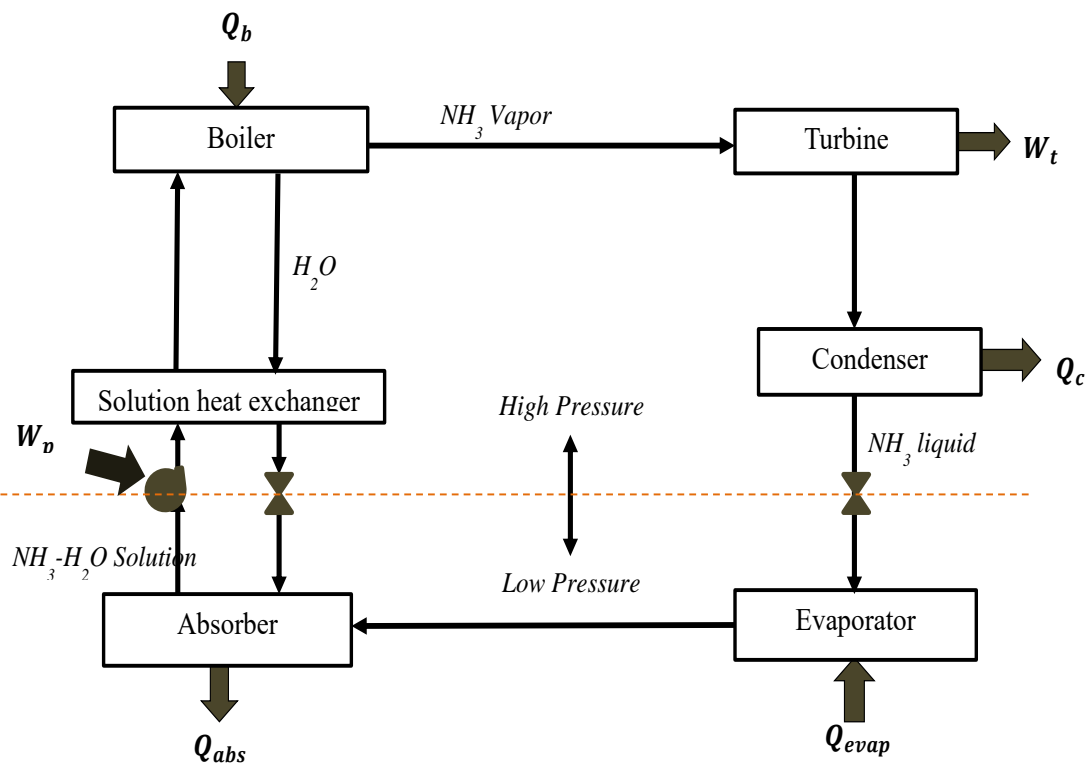 Q_b
Boiler
NH_3 Vapor
Turbine
W_t
H_2O
Solution heat exchanger
Condenser
Q_c
High Pressure
W_p
NH_3 liquid
NH_3-H_2O Solution
Low Pressure
Absorber
Evaporator
Q_abs
Q_evap